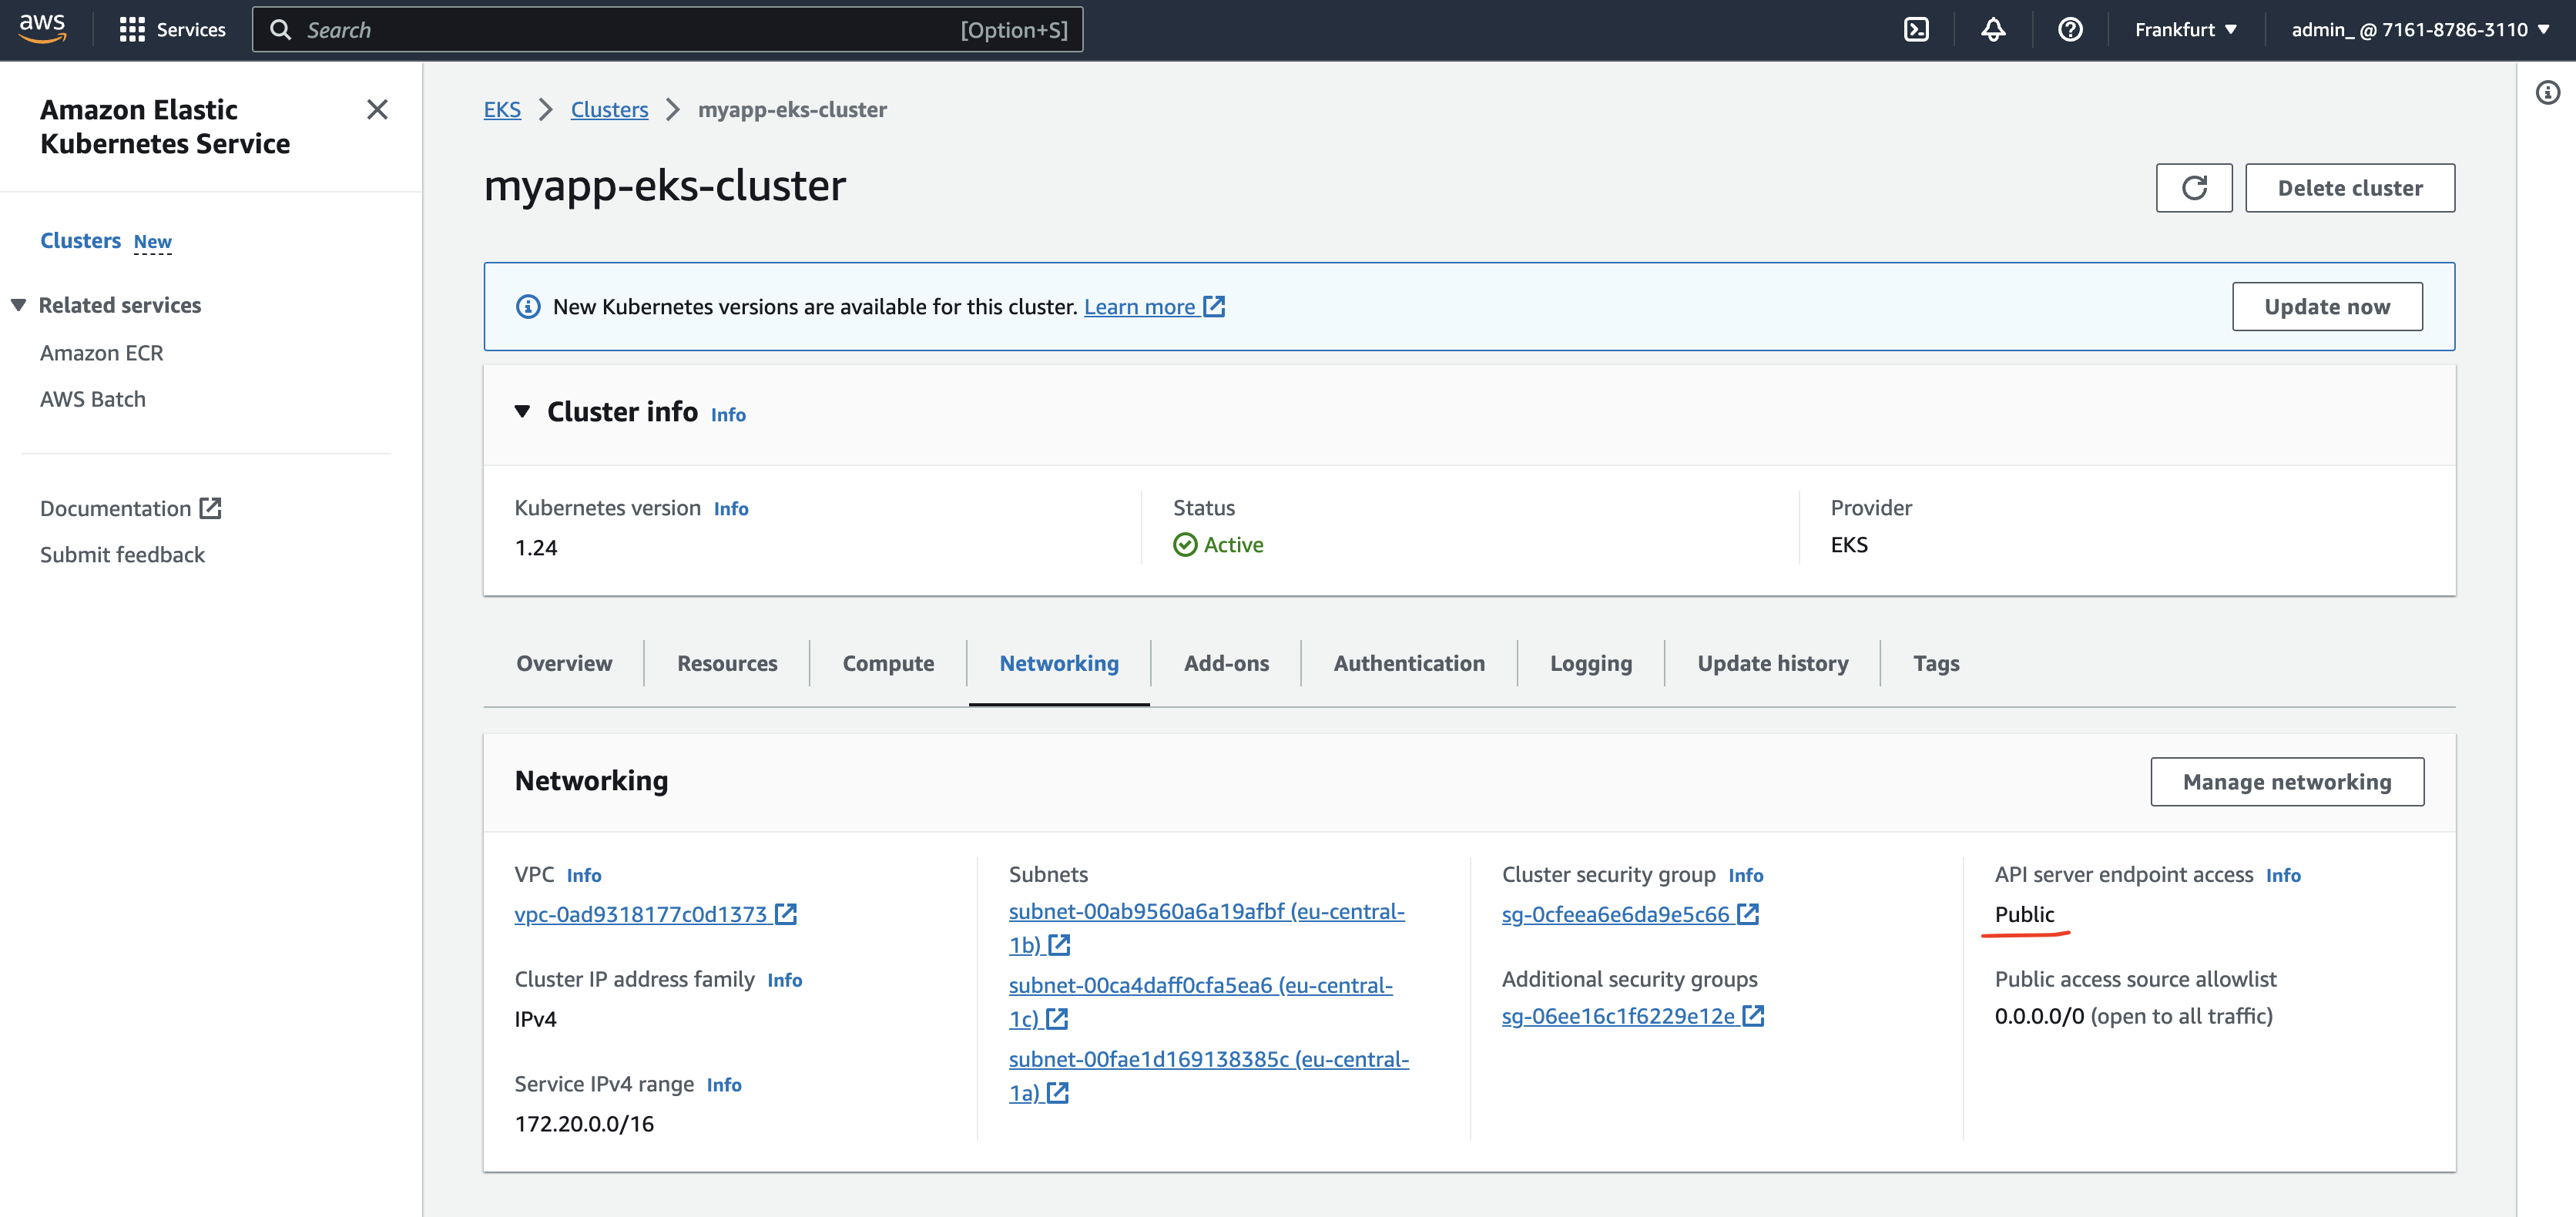 aws
Services
Search
[Option+S]
Frankfurt
admin_ @ 7161-8786-3110
Amazon Elastic
Kubernetes Service
Clusters New
Related services
Amazon ECR
AWS Batch
Documentation
Submit feedback
EKS
Clusters
myapp-eks-cluster
myapp-eks-cluster
Delete cluster
New Kubernetes versions are available for this cluster. Learn more
Update now
Cluster info Info
Kubernetes version Info
1.24
Status
Active
Provider
EKS
Overview
Resources
Compute
Networking
Add-ons
Authentication
Logging
Update history
Tags
Networking
Manage networking
VPC Info
vpc-0ad9318177c0d1373
Cluster IP address family Info
IPv4
Service IPv4 range Info
172.20.0.0/16
Subnets
subnet-00ab9560a6a19afbf (eu-central-
1b)
subnet-00ca4daff0cfa5ea6 (eu-central-
1c)
subnet-00fae1d169138385c (eu-central-
1a)
Cluster security group Info
sg-0cfeea6e6da9e5c66
Additional security groups
sg-06ee16c1f6229e12e
API server endpoint access Info
Public
Public access source allowlist
0.0.0.0/0 (open to all traffic)